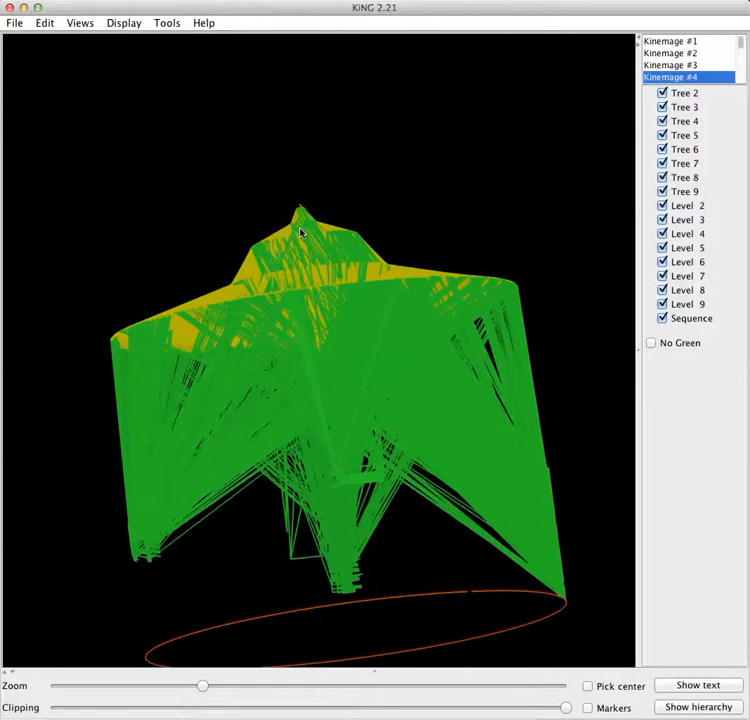 KiNG 2.21
File Edit Views Display Tools Help
Kinemage #1
Kinemage #2
Kinemage #3
Kinemage #4
Tree 2
Tree 3
Tree 4
Tree 5
Tree 6
Tree 7
Tree 8
Tree 9
Level 2
Level 3
Level 4
Level 5
Level 6
Level 7
Level 8
Level 9
Sequence
No Green
Zoom Pick center Show text
Clipping Markers Show hierarchy